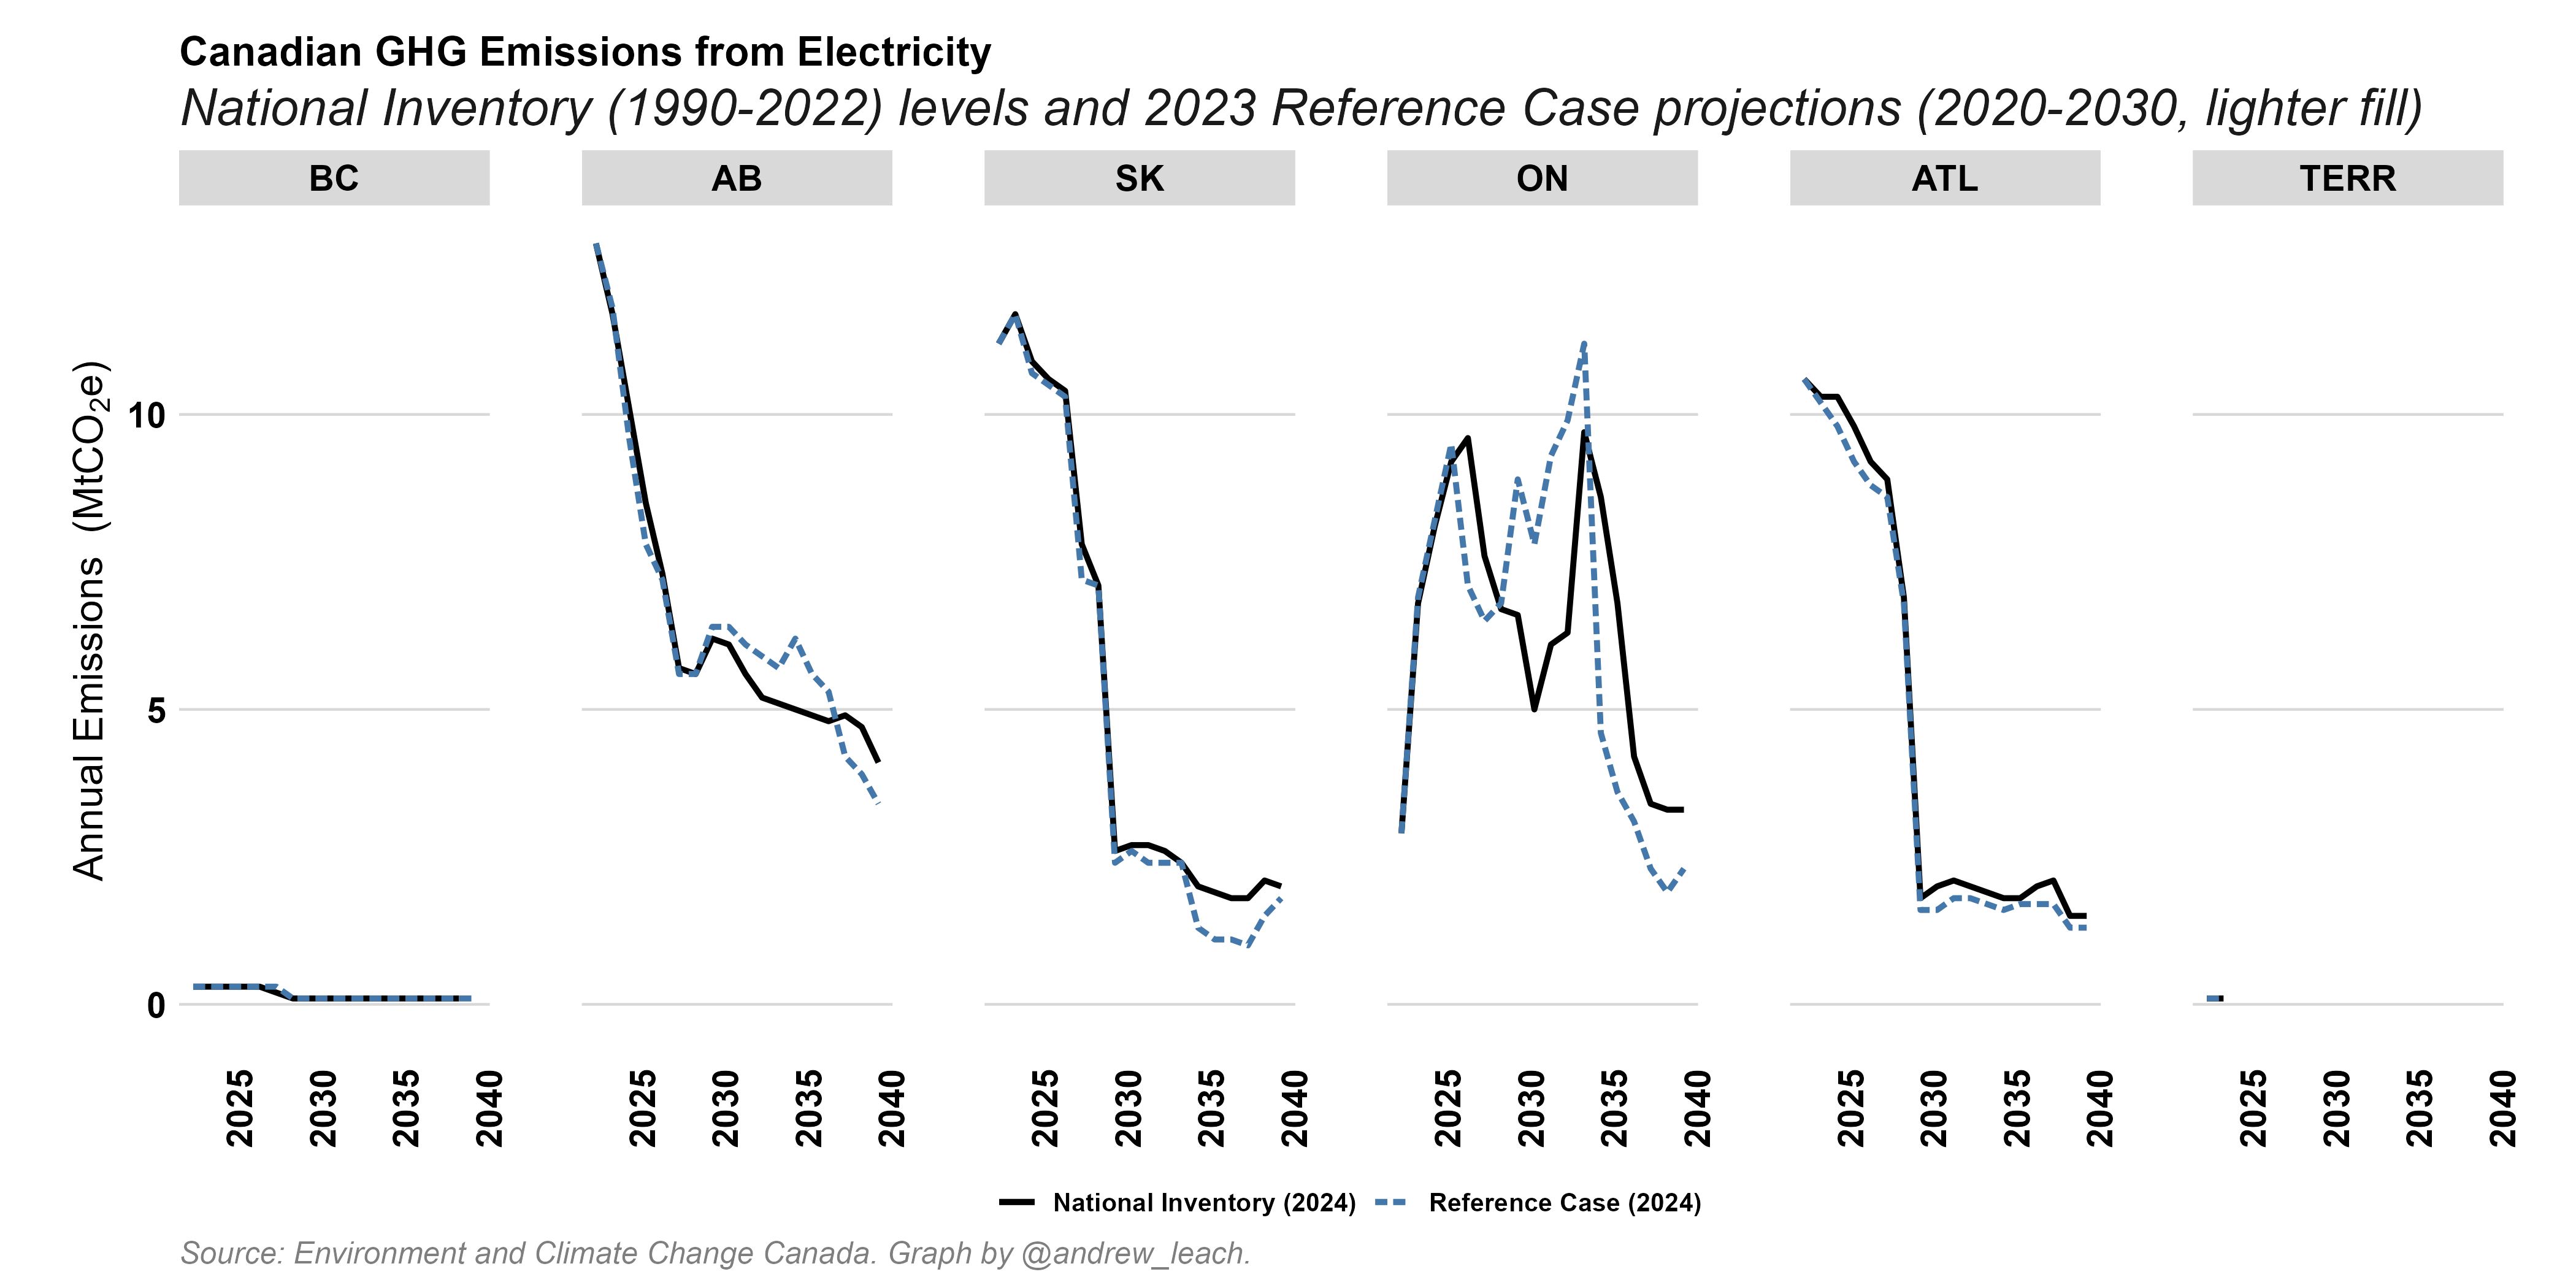 Canadian GHG Emissions from Electricity
National Inventory (1990-2022) levels and 2023 Reference Case projections (2020-2030, lighter fill)
BC AB SK ON ATL TERR
Annual Emissions (MtCO₂e)
10
5
0
2025 2030 2035 2040 2025 2030 2035 2040 2025 2030 2035 2040 2025 2030 2035 2040 2025 2030 2035 2040 2025 2030 2035 2040
National Inventory (2024) Reference Case (2024)
Source: Environment and Climate Change Canada. Graph by @andrew_leach.